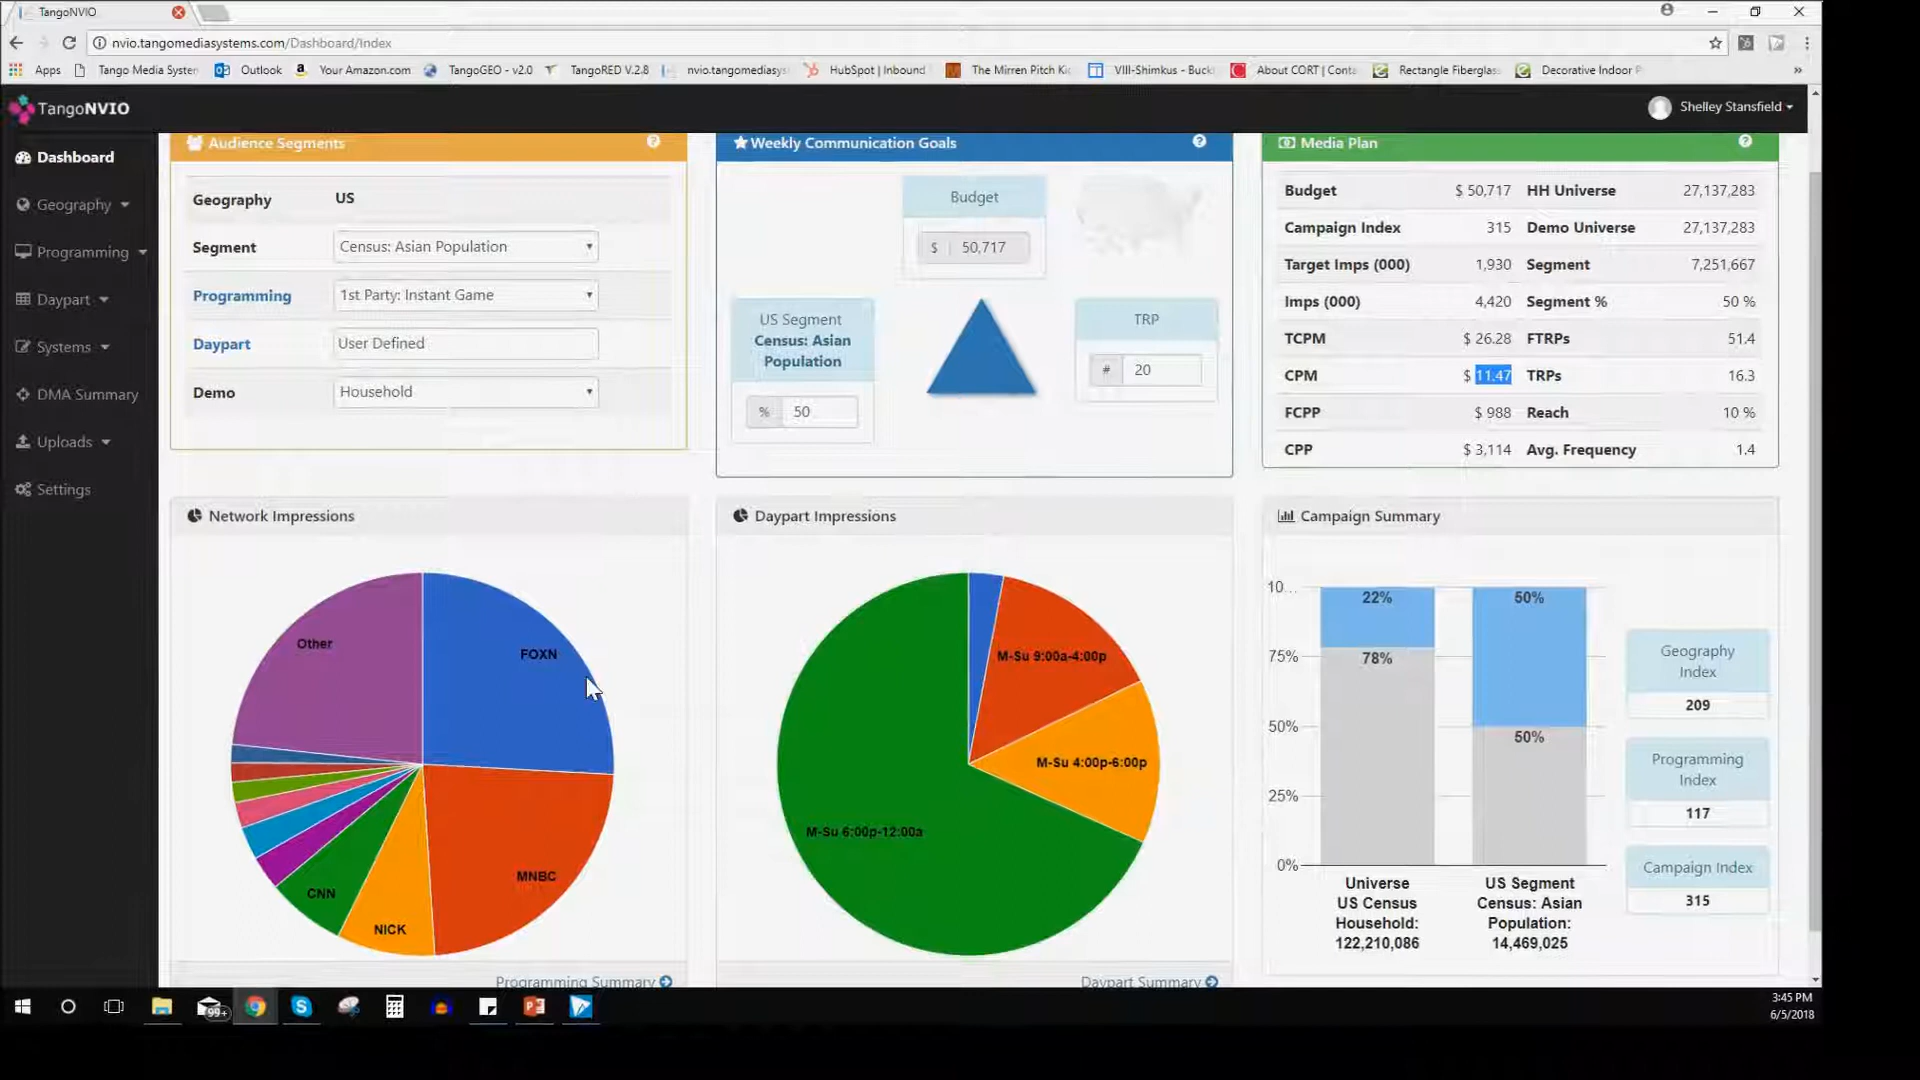 TangoNVIO
nvio.tangomediasystems.com/Dashboard/Index
Apps
Tango Media System
Outlook
Your Amazon.com
TangoGEO - v2.0
TangoRED V.2.8
nvio.tangomediasys
HubSpot | Inbound
The Mirren Pitch Ki
VIII-Shimkus - Buck
About CORT | Conta
Rectangle Fiberglas
Decorative Indoor P
»
TangoNVIO
Shelley Stansfield
Dashboard
Geography
Programming
Daypart
Systems
DMA Summary
Uploads
Settings
Audience Segments
Geography US
Segment Census: Asian Population
Programming 1st Party: Instant Game
Daypart User Defined
Demo Household
Weekly Communication Goals
Budget
$ 50,717
US Segment
Census: Asian
Population
% 50
TRP
# 20
Media Plan
Budget $ 50,717 HH Universe 27,137,283
Campaign Index 315 Demo Universe 27,137,283
Target Imps (000) 1,930 Segment 7,251,667
Imps (000) 4,420 Segment % 50 %
TCPM $ 26.28 FTRPs 51.4
CPM $ 11.47 TRPs 16.3
FCPP $ 988 Reach 10 %
CPP $ 3,114 Avg. Frequency 1.4
Network Impressions
Other
FOXN
MNBC
NICK
CNN
Programming Summary
Daypart Impressions
M-Su 9:00a-4:00p
M-Su 4:00p-6:00p
M-Su 6:00p-12:00a
Daypart Summary
Campaign Summary
10...
75%
50%
25%
0%
22%
78%
50%
50%
Universe
US Census
Household:
122,210,086
US Segment
Census: Asian
Population:
14,469,025
Geography
Index
209
Programming
Index
117
Campaign Index
315
99+
3:45 PM
6/5/2018